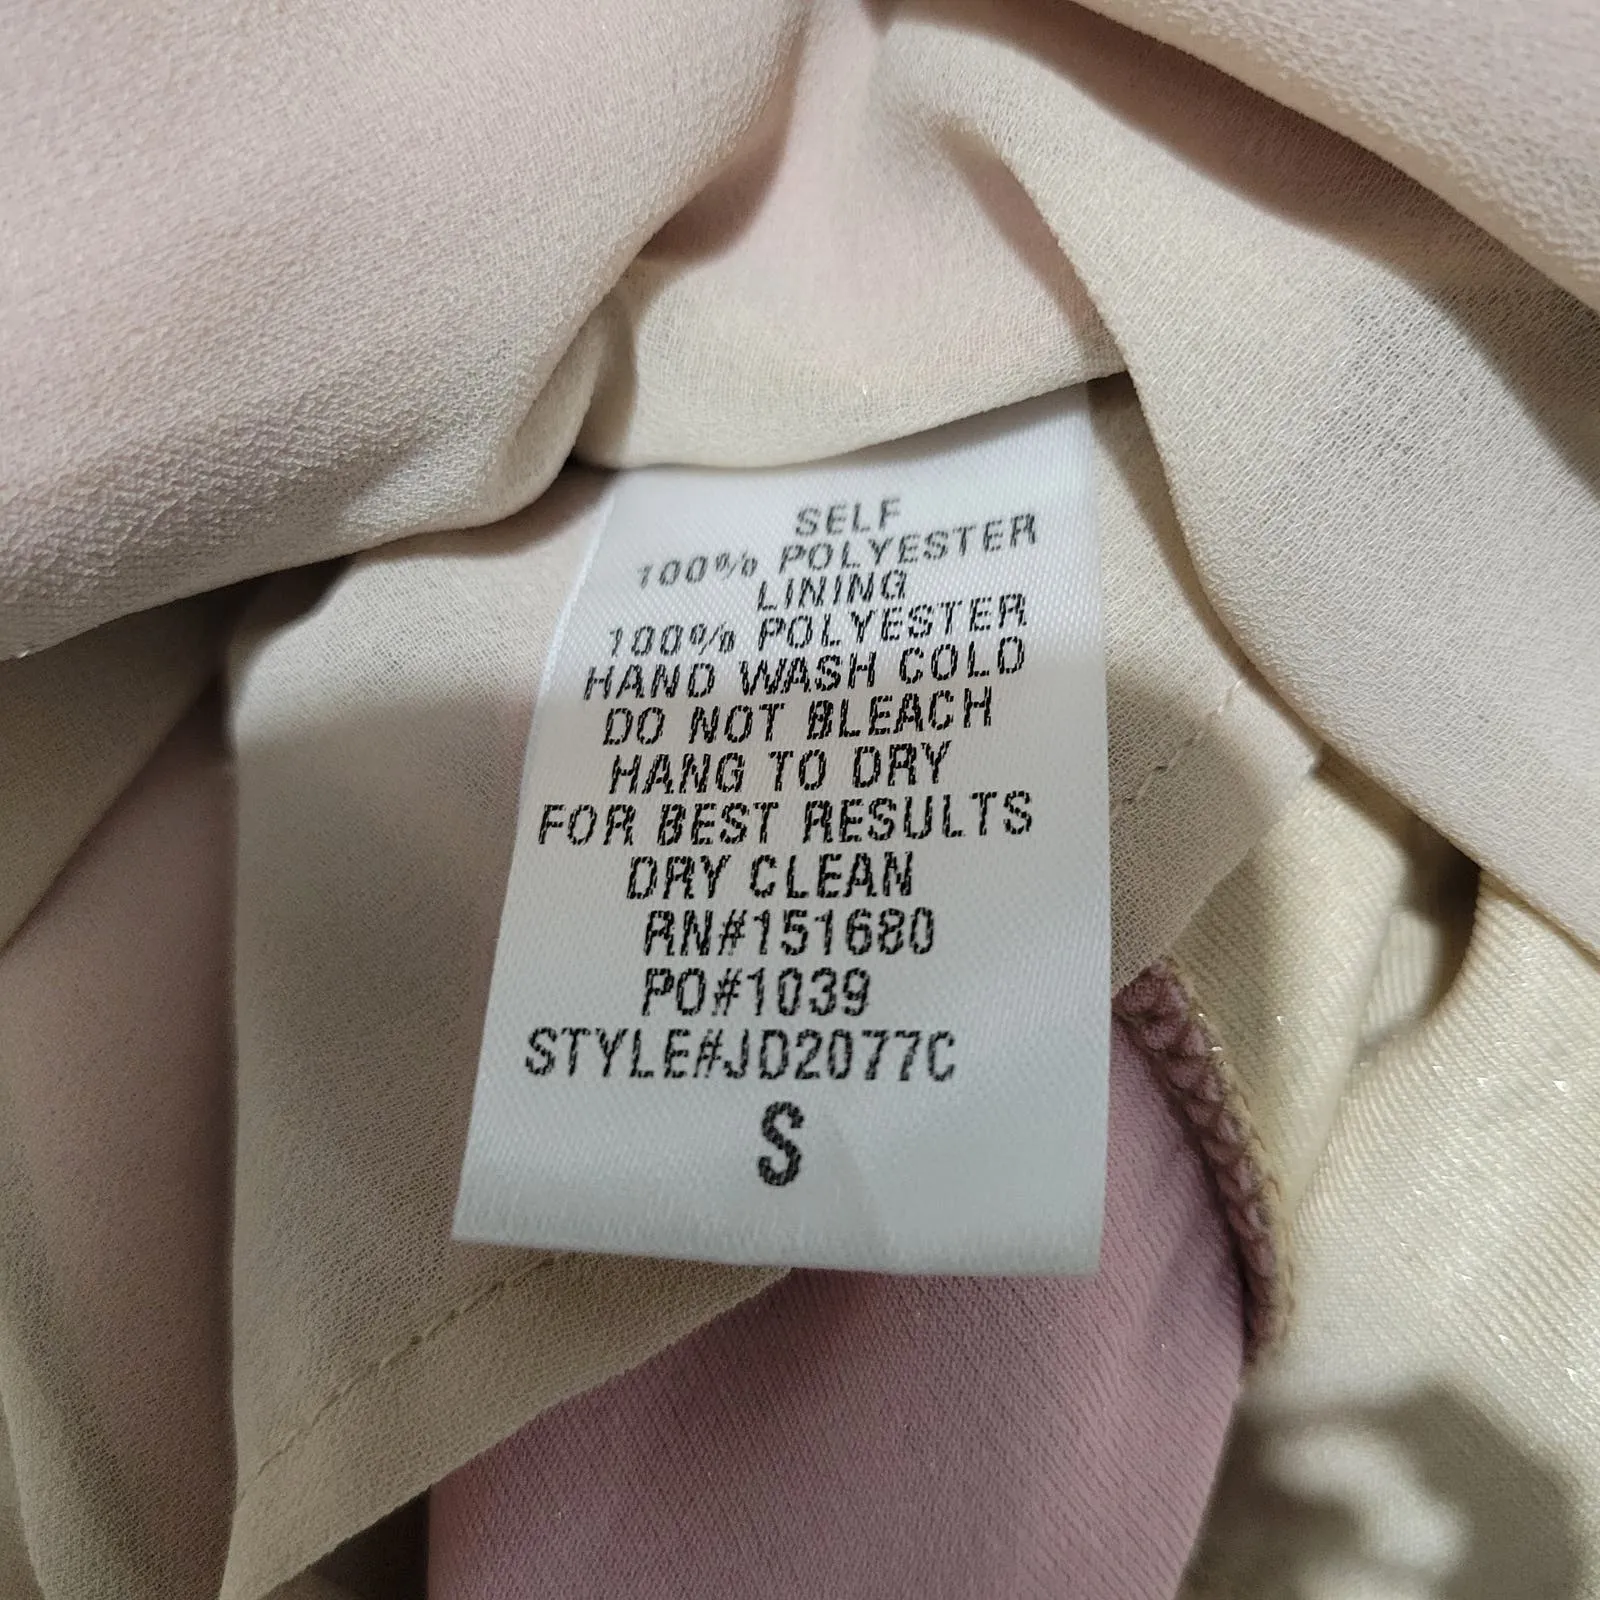 SELF
100% POLYESTER
LINING
100% POLYESTER
HAND WASH COLD
DO NOT BLEACH
HANG TO DRY
FOR BEST RESULTS
DRY CLEAN
RN#151680
PO#1039
STYLE#JD2077C
S